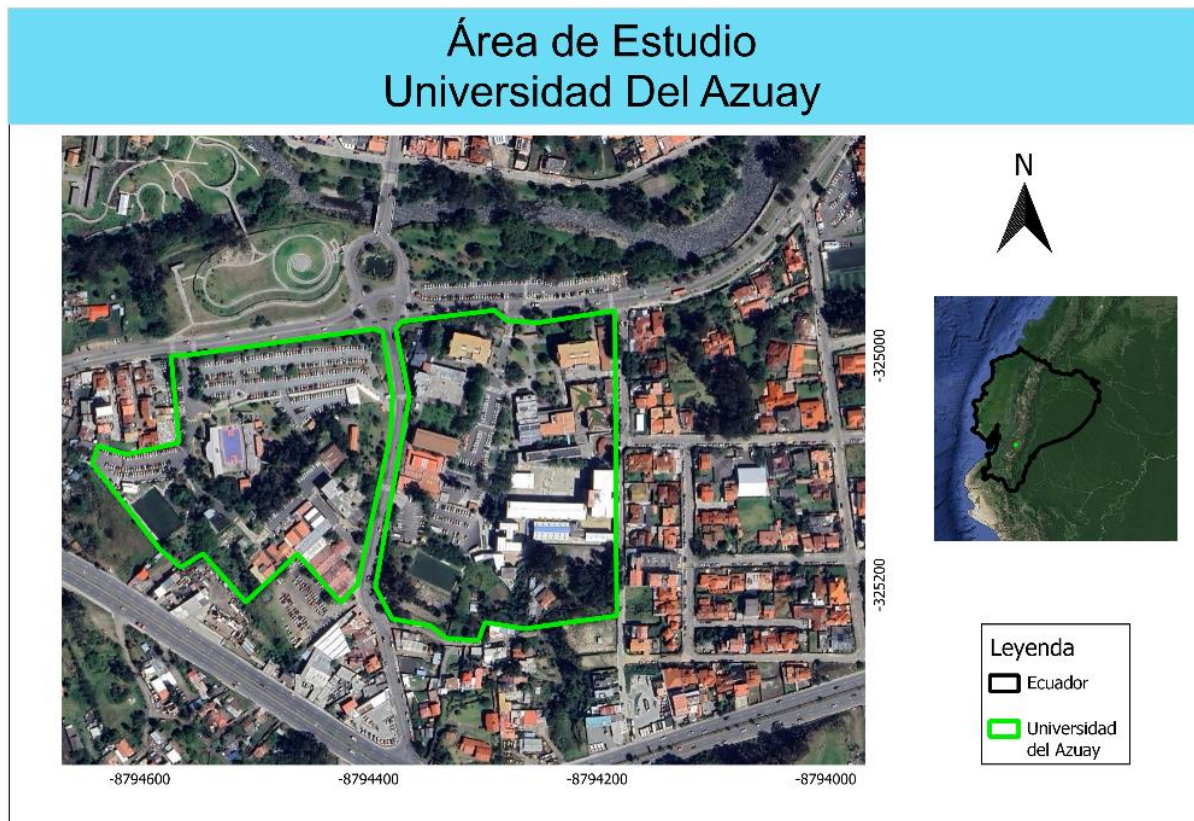 Área de Estudio
Universidad Del Azuay
N
-325000
-325200
-8794600
-8794400
-8794200
-8794000
Leyenda
Ecuador
Universidad
del Azuay